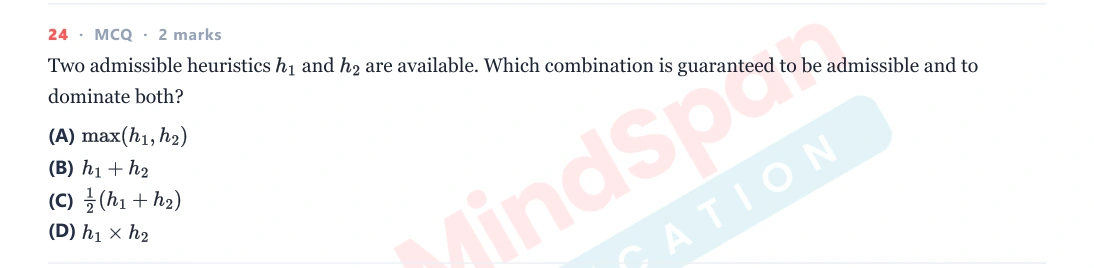 24 · MCQ · 2 marks
Two admissible heuristics h₁ and h₂ are available. Which combination is guaranteed to be admissible and to
dominate both?
(A) max(h₁, h₂)
(B) h₁ + h₂
(C) ½(h₁ + h₂)
(D) h₁ × h₂
MindSpan
CATION